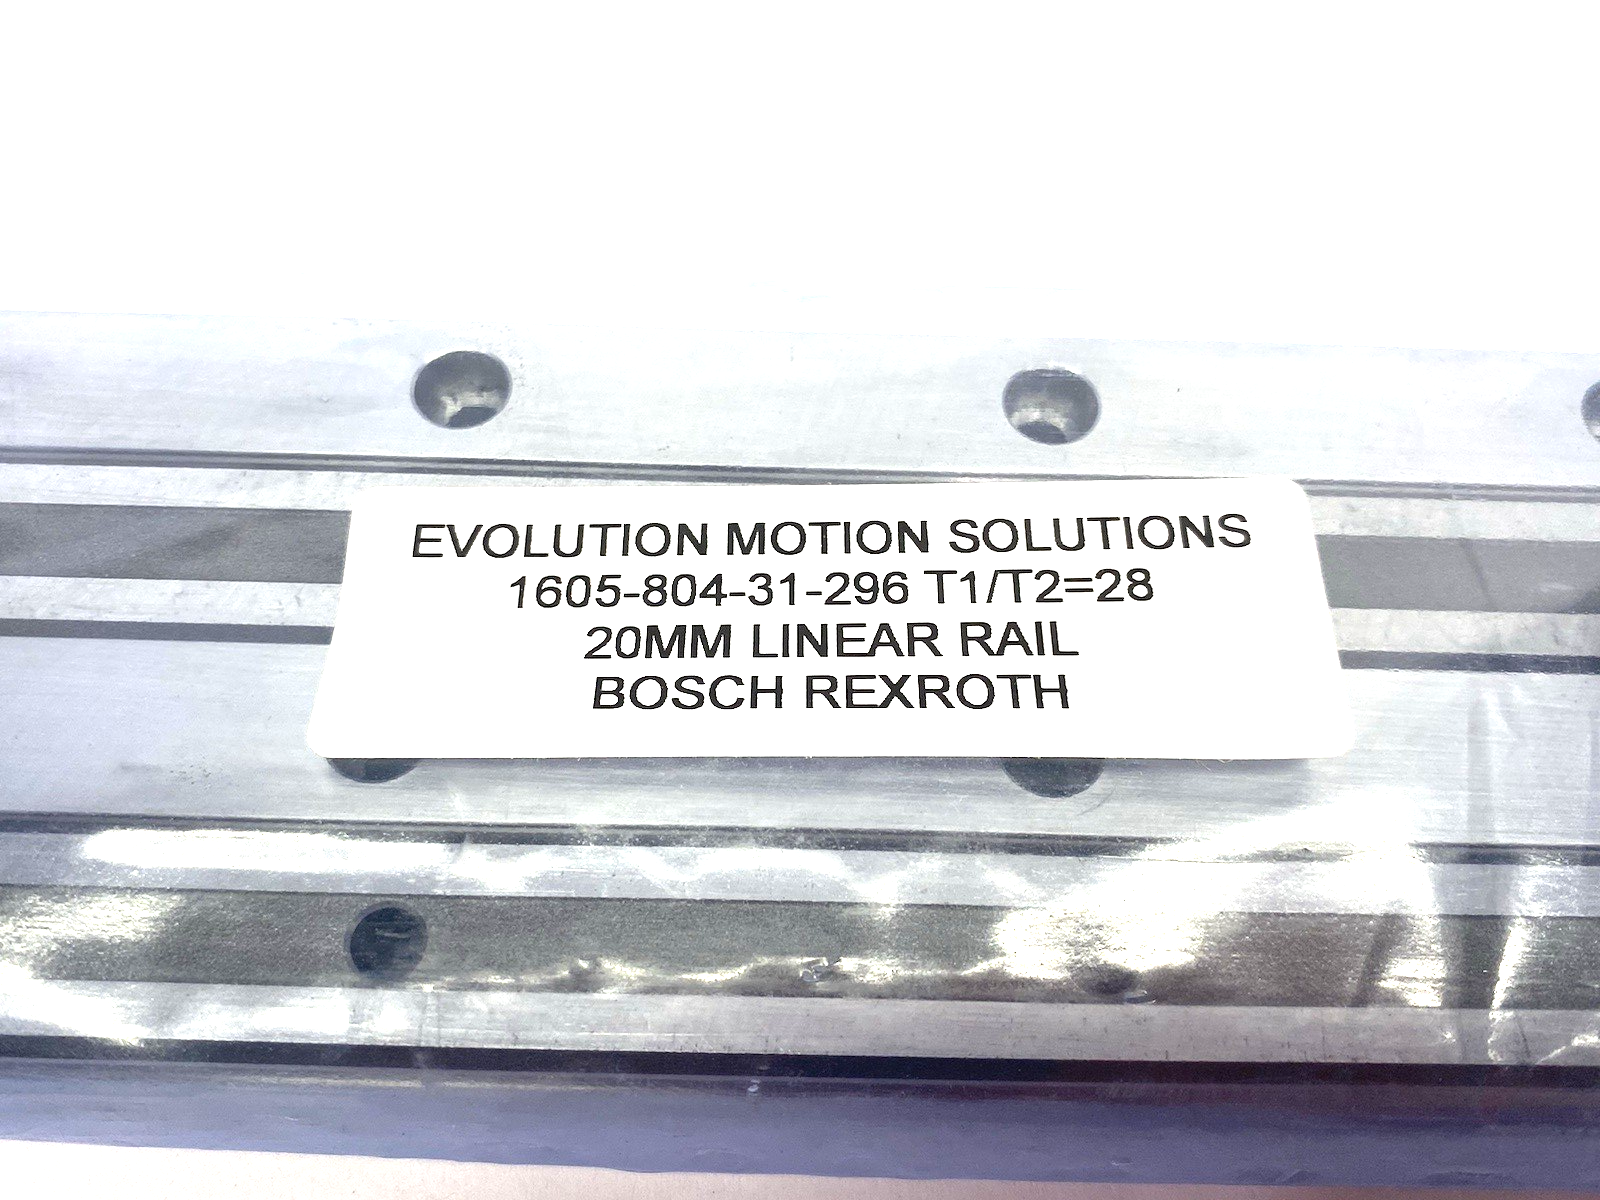 EVOLUTION MOTION SOLUTIONS
1605-804-31-296 T1/T2=28
20MM LINEAR RAIL
BOSCH REXROTH